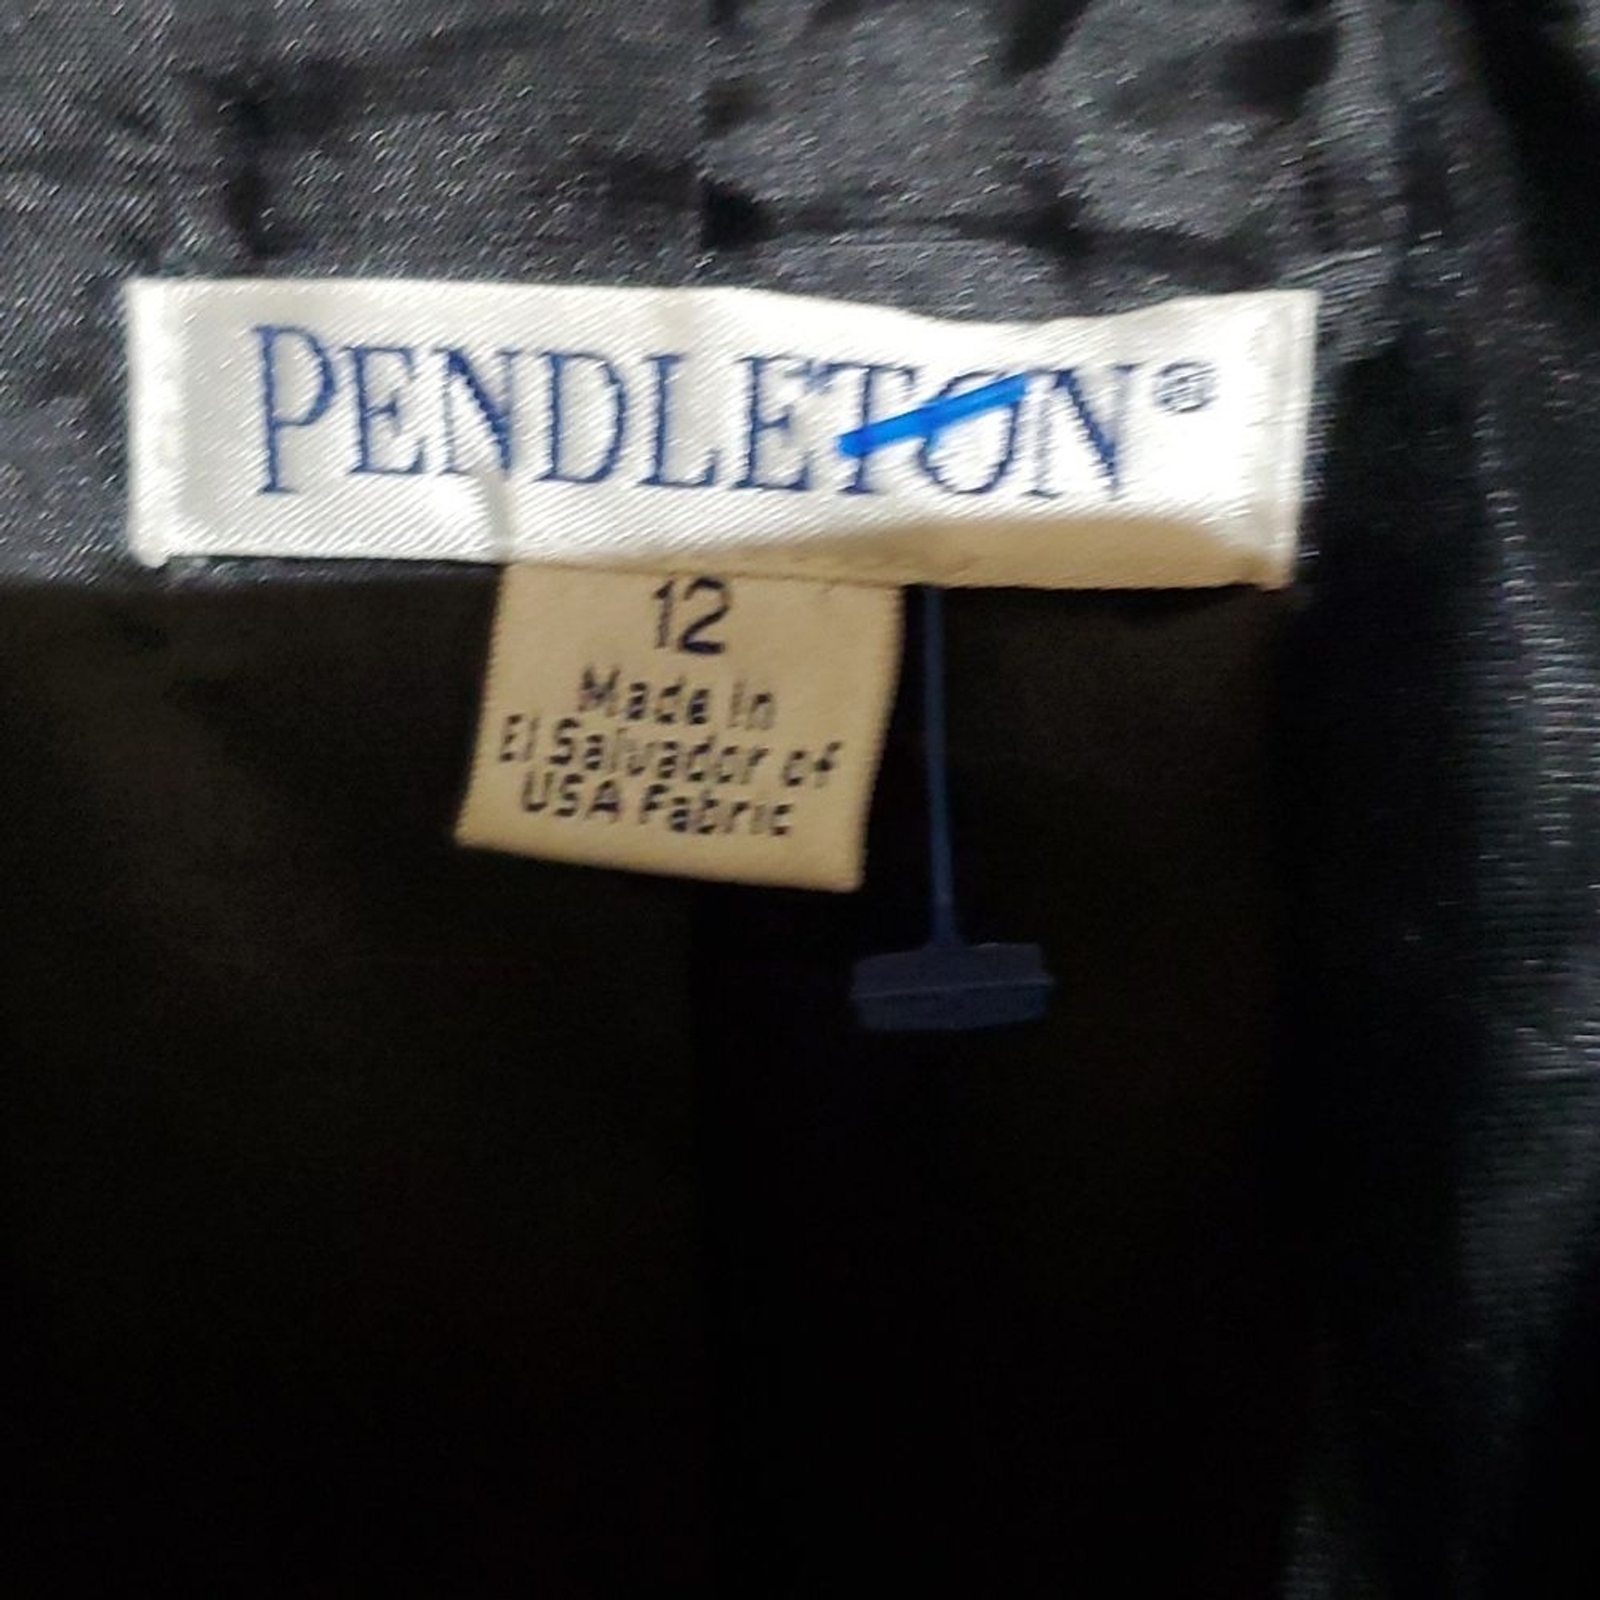 PENDLETON®
12
Made in
El Salvador of
USA Fabric